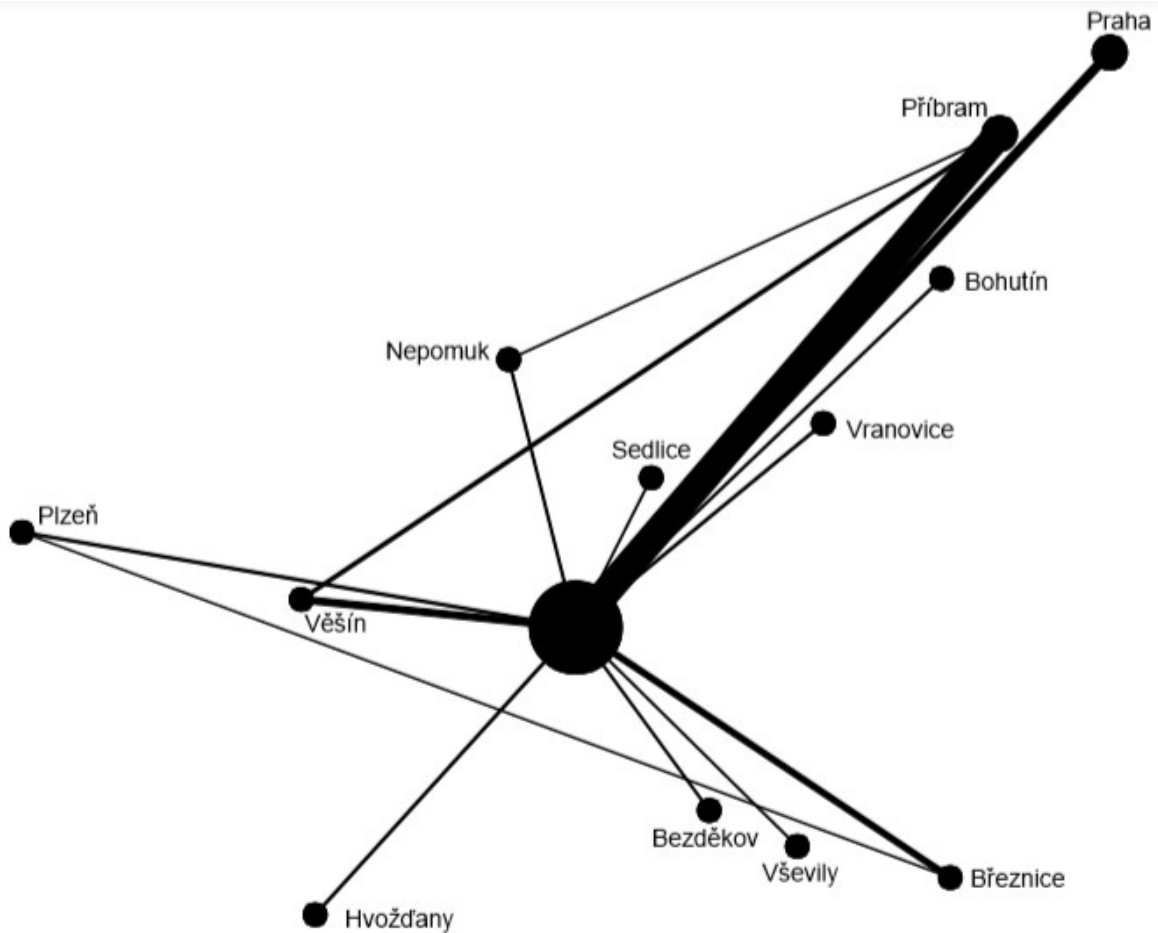 Praha
Příbram
Bohutín
Nepomuk
Vranovice
Sedlice
Plzeň
Věšín
Bezděkov
Vševily
Březnice
Hvožďany